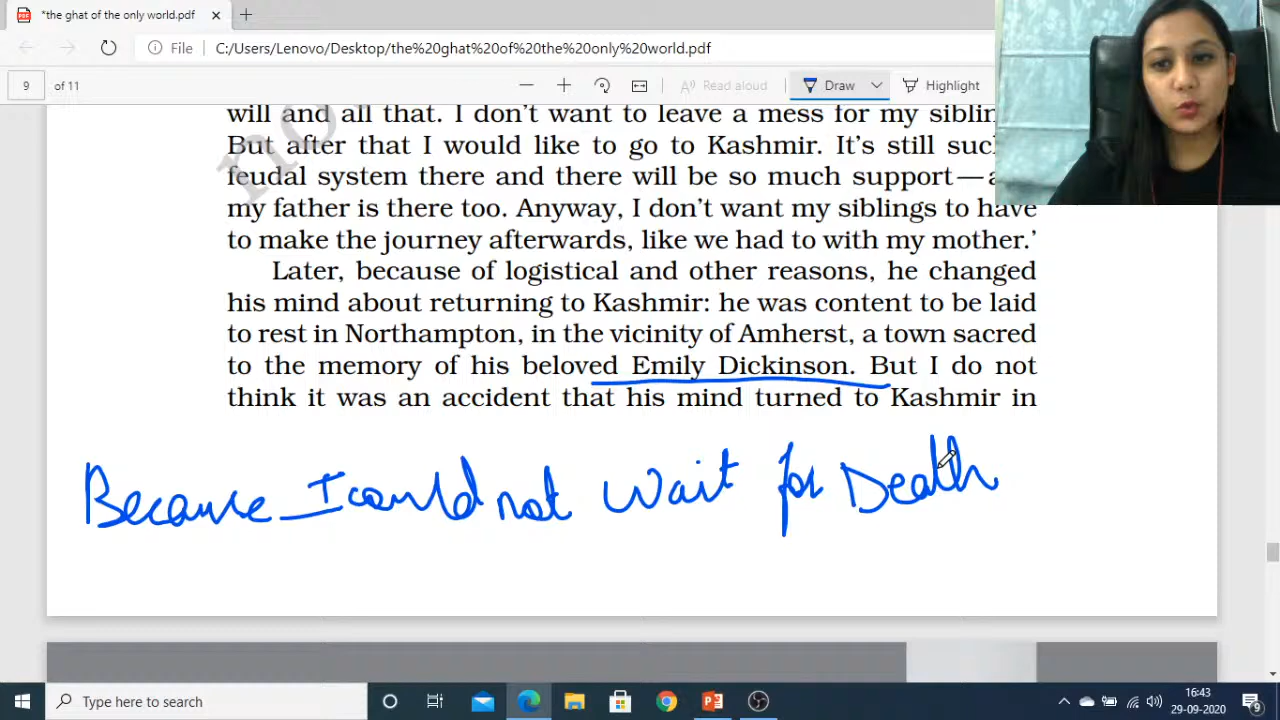 *the ghat of the only world.pdf
File C:/Users/Lenovo/Desktop/the%20ghat%20of%20the%20only%20world.pdf
9 of 11 Read aloud Draw Highlight
will and all that. I don't want to leave a mess for my siblin
But after that I would like to go to Kashmir. It's still suc
feudal system there and there will be so much support—a
my father is there too. Anyway, I don't want my siblings to have
to make the journey afterwards, like we had to with my mother.'
Later, because of logistical and other reasons, he changed
his mind about returning to Kashmir: he was content to be laid
to rest in Northampton, in the vicinity of Amherst, a town sacred
to the memory of his beloved Emily Dickinson. But I do not
think it was an accident that his mind turned to Kashmir in
Because I could not Wait for Death
no
Type here to search
16:43
29-09-2020
9